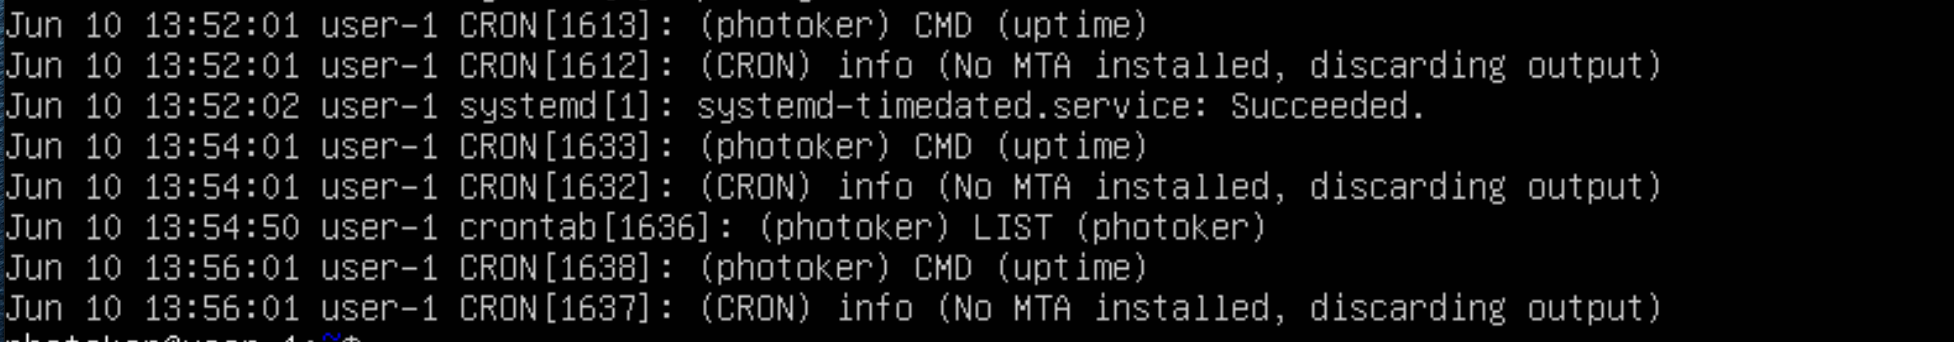 Jun 10 13:52:01 user-1 CRON[1613]: (photoker) CMD (uptime)
Jun 10 13:52:01 user-1 CRON[1612]: (CRON) info (No MTA installed, discarding output)
Jun 10 13:52:02 user-1 systemd[1]: systemd-timedated.service: Succeeded.
Jun 10 13:54:01 user-1 CRON[1633]: (photoker) CMD (uptime)
Jun 10 13:54:01 user-1 CRON[1632]: (CRON) info (No MTA installed, discarding output)
Jun 10 13:54:50 user-1 crontab[1636]: (photoker) LIST (photoker)
Jun 10 13:56:01 user-1 CRON[1638]: (photoker) CMD (uptime)
Jun 10 13:56:01 user-1 CRON[1637]: (CRON) info (No MTA installed, discarding output)
photoker@user-1:~$